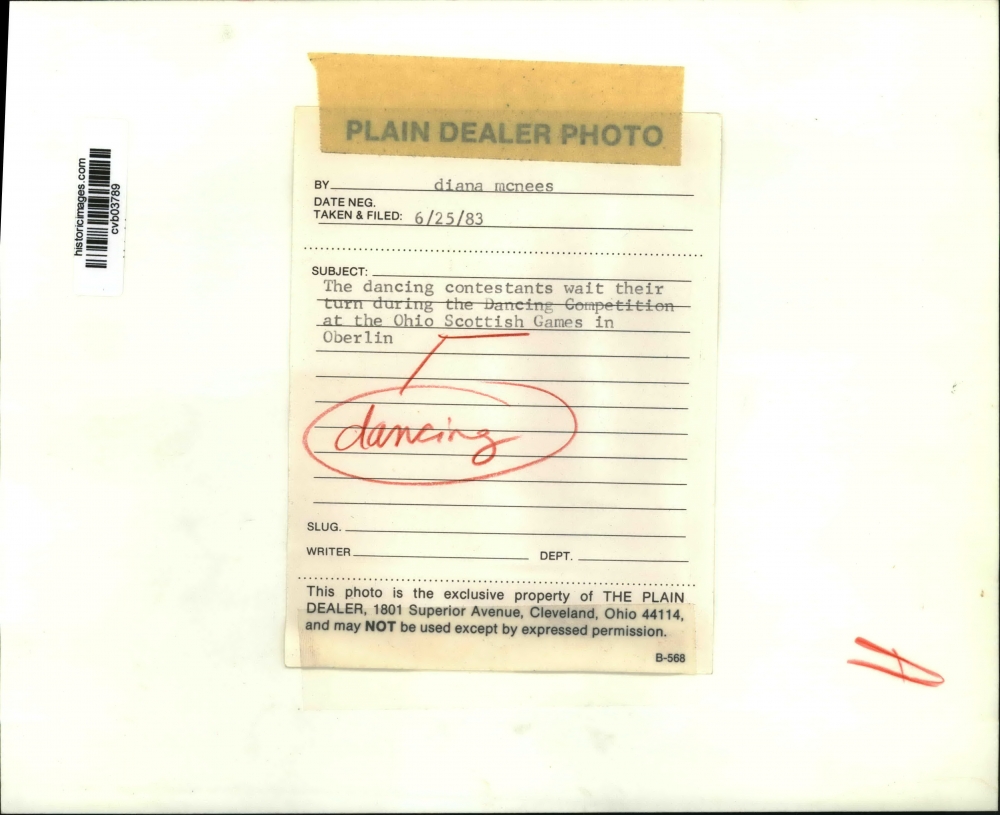 historicimages.com
cvb03789
PLAIN DEALER PHOTO
BY diana mcnees
DATE NEG.
TAKEN & FILED: 6/25/83
SUBJECT:
The dancing contestants wait their
turn during the Dancing Competition
at the Ohio Scottish Games in
Oberlin
dancing
SLUG.
WRITER DEPT.
This photo is the exclusive property of THE PLAIN
DEALER, 1801 Superior Avenue, Cleveland, Ohio 44114,
and may NOT be used except by expressed permission.
B-568